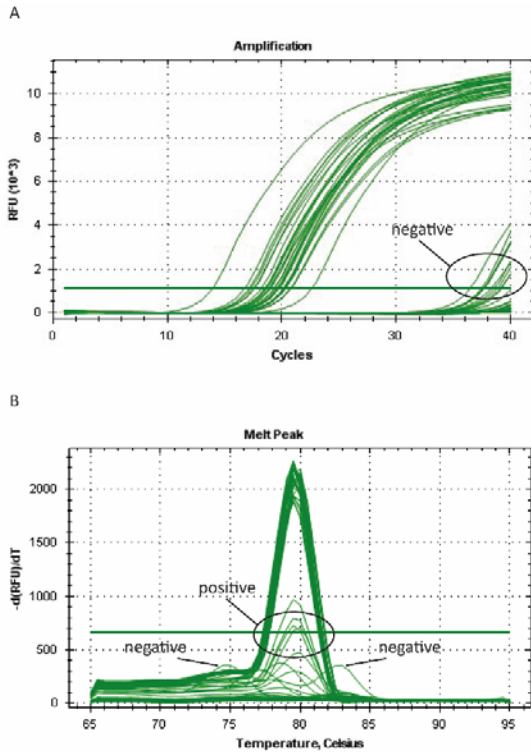 A
Amplification
RFU (10^3)
10
8
6
4
2
0
negative
0 10 20 30 40
Cycles
B
Melt Peak
-d(RFU)/dT
2000
1500
1000
500
0
positive
negative
negative
65 70 75 80 85 90 95
Temperature, Celsius